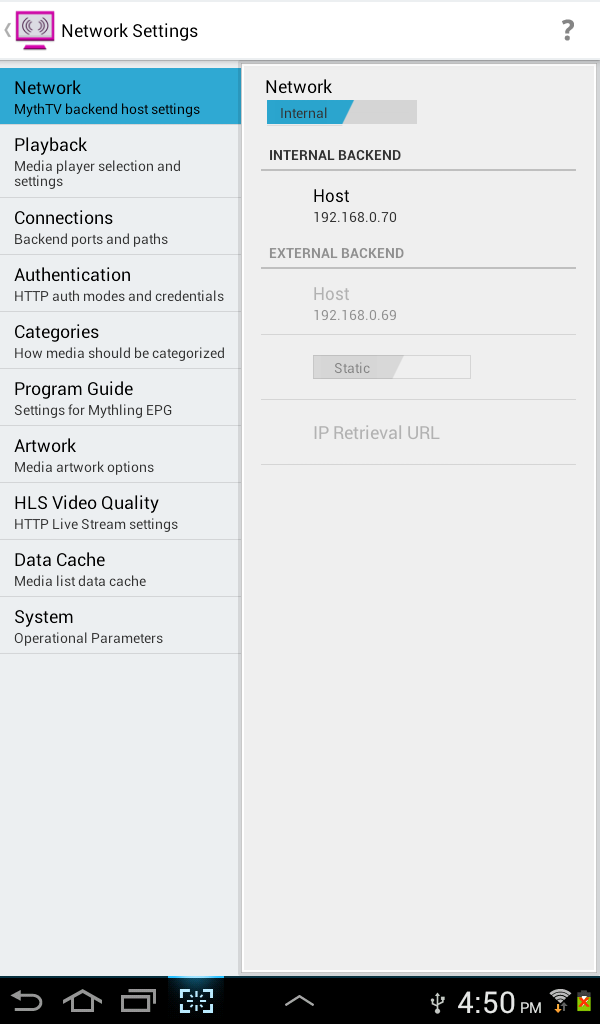 Network Settings
?
Network
MythTV backend host settings
Playback
Media player selection and
settings
Connections
Backend ports and paths
Authentication
HTTP auth modes and credentials
Categories
How media should be categorized
Program Guide
Settings for Mythling EPG
Artwork
Media artwork options
HLS Video Quality
HTTP Live Stream settings
Data Cache
Media list data cache
System
Operational Parameters
Network
Internal
INTERNAL BACKEND
Host
192.168.0.70
EXTERNAL BACKEND
Host
192.168.0.69
Static
IP Retrieval URL
4:50 PM